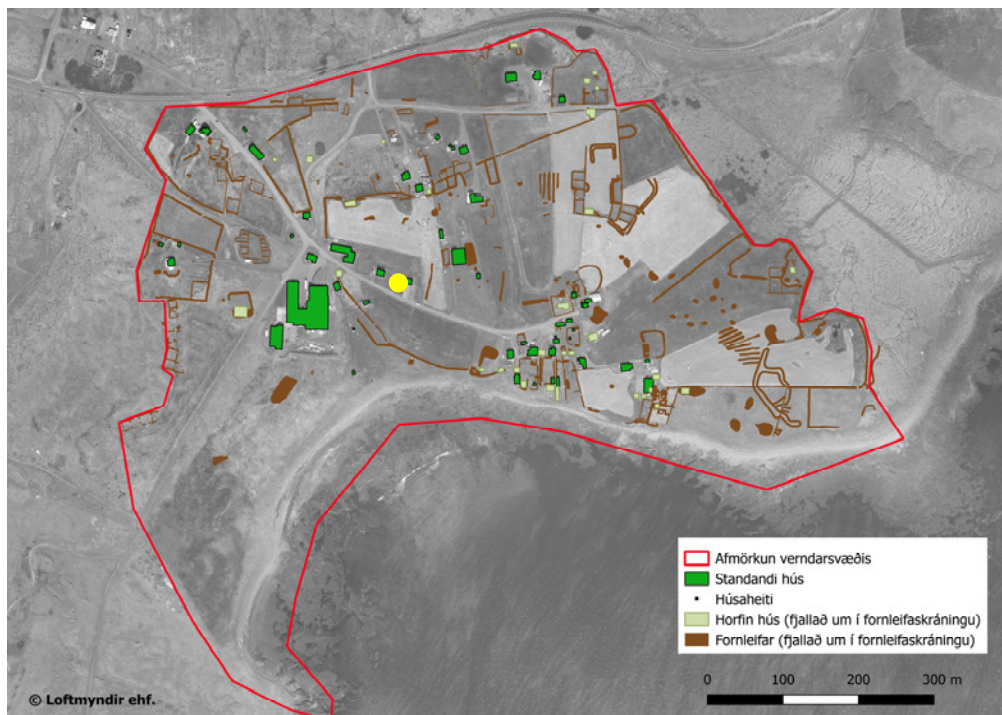 Afmörkun verndarsvæðis
Standandi hús
Húsaheiti
Horfin hús (fjallað um í fornleifaskráningu)
Fornleifar (fjallað um í fornleifaskráningu)
0 100 200 300 m
© Loftmyndir ehf.